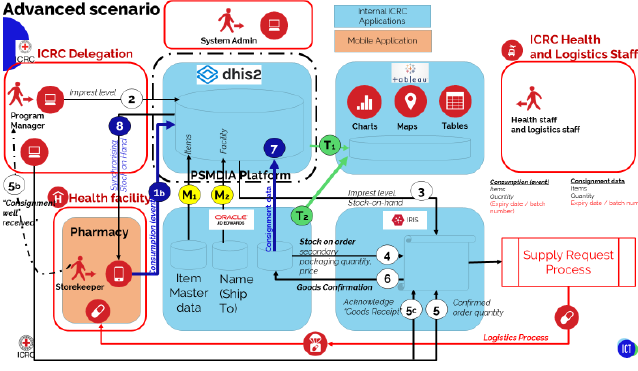 Advanced scenario
ICRC
ICRC Delegation
Imprest level
2
Program
Manager
8
5b
"Consignment
well
received"
Synchronising
Stock-on-Hand
1b
Consumption (event)
System Admin
Internal ICRC
Applications
Mobile Application
dhis2
Items
Facility
7
PSMDIA Platform
T1
T2
M1
M2
+ableau
Charts
Maps
Tables
ICRC Health
and Logistics Staff
Health staff
and logistics staff
Consumption (event)
Items
Quantity
(Expiry date / batch
number)
Consignment data
Items
Quantity
Expiry date / batch num
Health facility
Pharmacy
Storekeeper
ORACLE
JD EDWARDS
Consignment data
Item
Master
data
Name
(Ship
To)
Imprest level,
Stock-on-hand
3
IRIS
Stock on order
secondary
packaging quantity,
price
4
6
Goods Confirmation
Acknowledge
"Goods Receipt"
5c
5
Confirmed
order quantity
Supply Request
Process
Logistics Process
ICRC
ICT